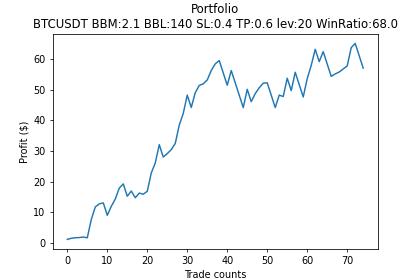 Portfolio
BTCUSDT BBM:2.1 BBL:140 SL:0.4 TP:0.6 lev:20 WinRatio:68.0
60
50
40
30
20
10
0
Profit ($)
0 10 20 30 40 50 60 70
Trade counts